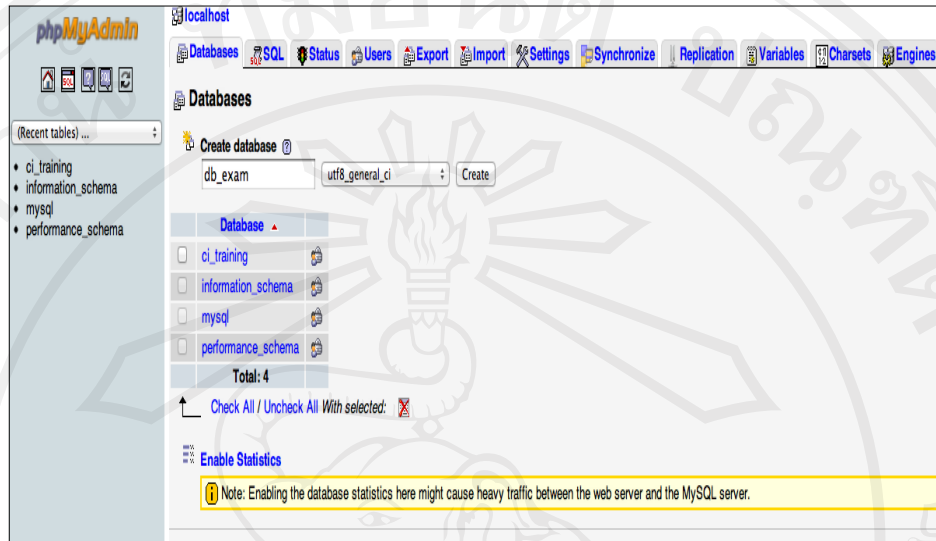 phpMyAdmin
(Recent tables) ...
ci_training
information_schema
mysql
performance_schema
localhost
Databases SQL Status Users Export Import Settings Synchronize Replication Variables Charsets Engines
Databases
Create database
db_exam utf8_general_ci Create
Database
ci_training
information_schema
mysql
performance_schema
Total: 4
Check All / Uncheck All With selected:
Enable Statistics
Note: Enabling the database statistics here might cause heavy traffic between the web server and the MySQL server.